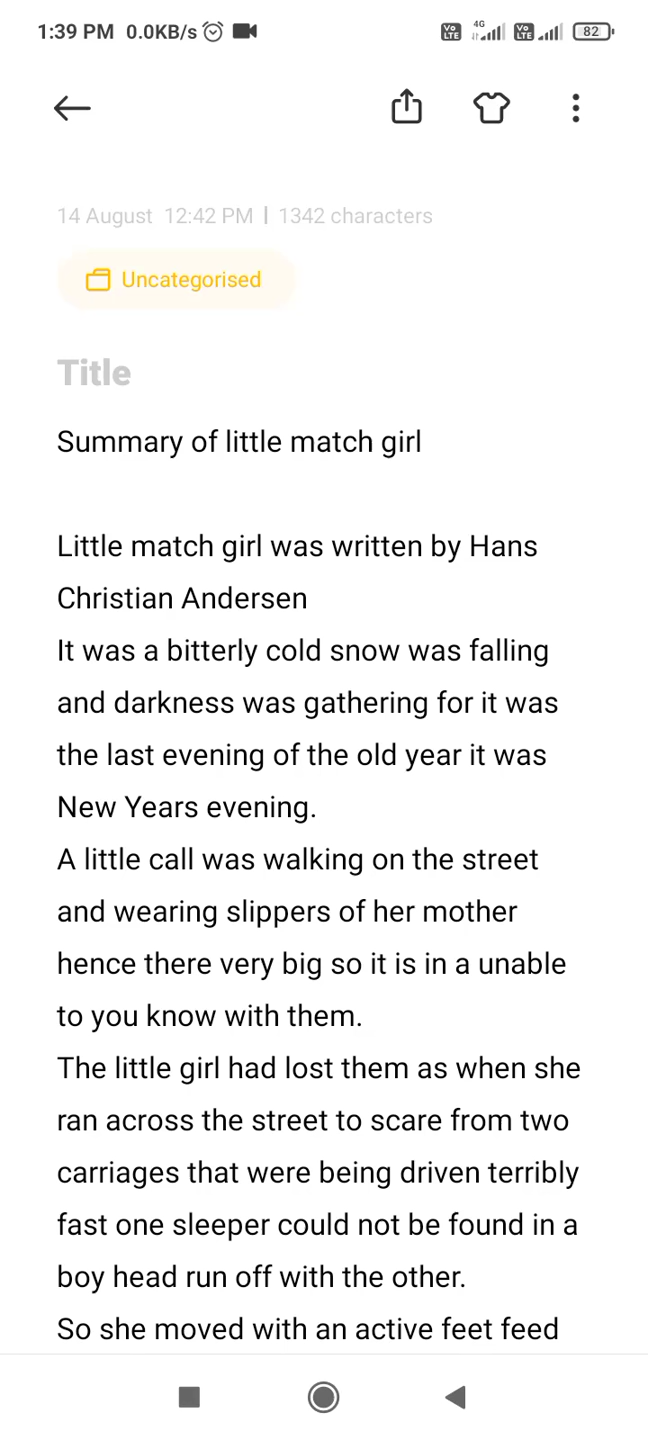 1:39 PM 0.0KB/s
Vo LTE 4G Vo LTE 82
14 August 12:42 PM | 1342 characters
Uncategorised
Title
Summary of little match girl
Little match girl was written by Hans
Christian Andersen
It was a bitterly cold snow was falling
and darkness was gathering for it was
the last evening of the old year it was
New Years evening.
A little call was walking on the street
and wearing slippers of her mother
hence there very big so it is in a unable
to you know with them.
The little girl had lost them as when she
ran across the street to scare from two
carriages that were being driven terribly
fast one sleeper could not be found in a
boy head run off with the other.
So she moved with an active feet feed